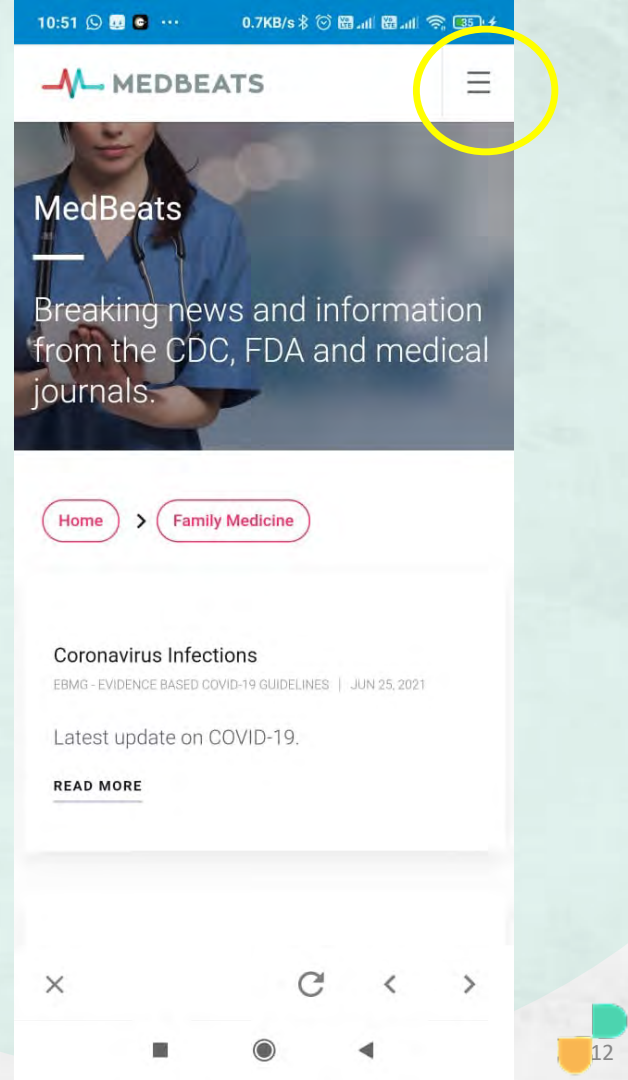 10:51 0.7KB/s 35
MEDBEATS
MedBeats
Breaking news and information
from the CDC, FDA and medical
journals.
Home > Family Medicine
Coronavirus Infections
EBMG - EVIDENCE BASED COVID-19 GUIDELINES | JUN 25, 2021
Latest update on COVID-19.
READ MORE
12